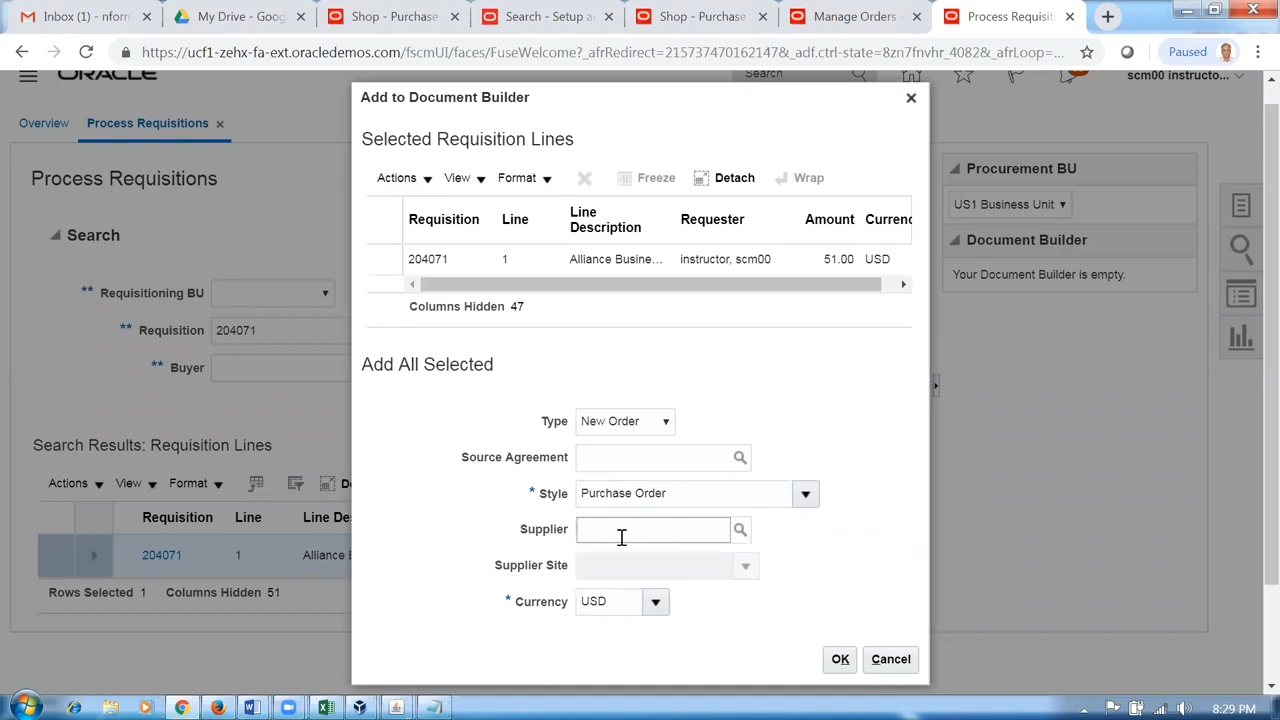 Inbox (1) - nforn
My Drive - Goog
Shop - Purchase
Search - Setup a
Shop - Purchase
Manage Orders -
Process Requisiti
https://ucf1-zehx-fa-ext.oracledemos.com/fscmUI/faces/FuseWelcome?_afrRedirect=215737470162147&_adf.ctrl-state=8zn7fnvhr_4082&_afrLoop=...
Paused
ORACLE
Search
scm00 instructo...
Overview
Process Requisitions
Process Requisitions
Search
** Requisitioning BU
** Requisition 204071
** Buyer
Search Results: Requisition Lines
Actions View Format De
Requisition Line Line Des
204071 1 Alliance B
Rows Selected 1 Columns Hidden 51
Add to Document Builder
Selected Requisition Lines
Actions View Format Freeze Detach Wrap
Requisition Line Line Description Requester Amount Currenc
204071 1 Alliance Busine... instructor, scm00 51.00 USD
Columns Hidden 47
Add All Selected
Type New Order
Source Agreement
* Style Purchase Order
Supplier
Supplier Site
* Currency USD
OK Cancel
Procurement BU
US1 Business Unit
Document Builder
Your Document Builder is empty.
8:29 PM